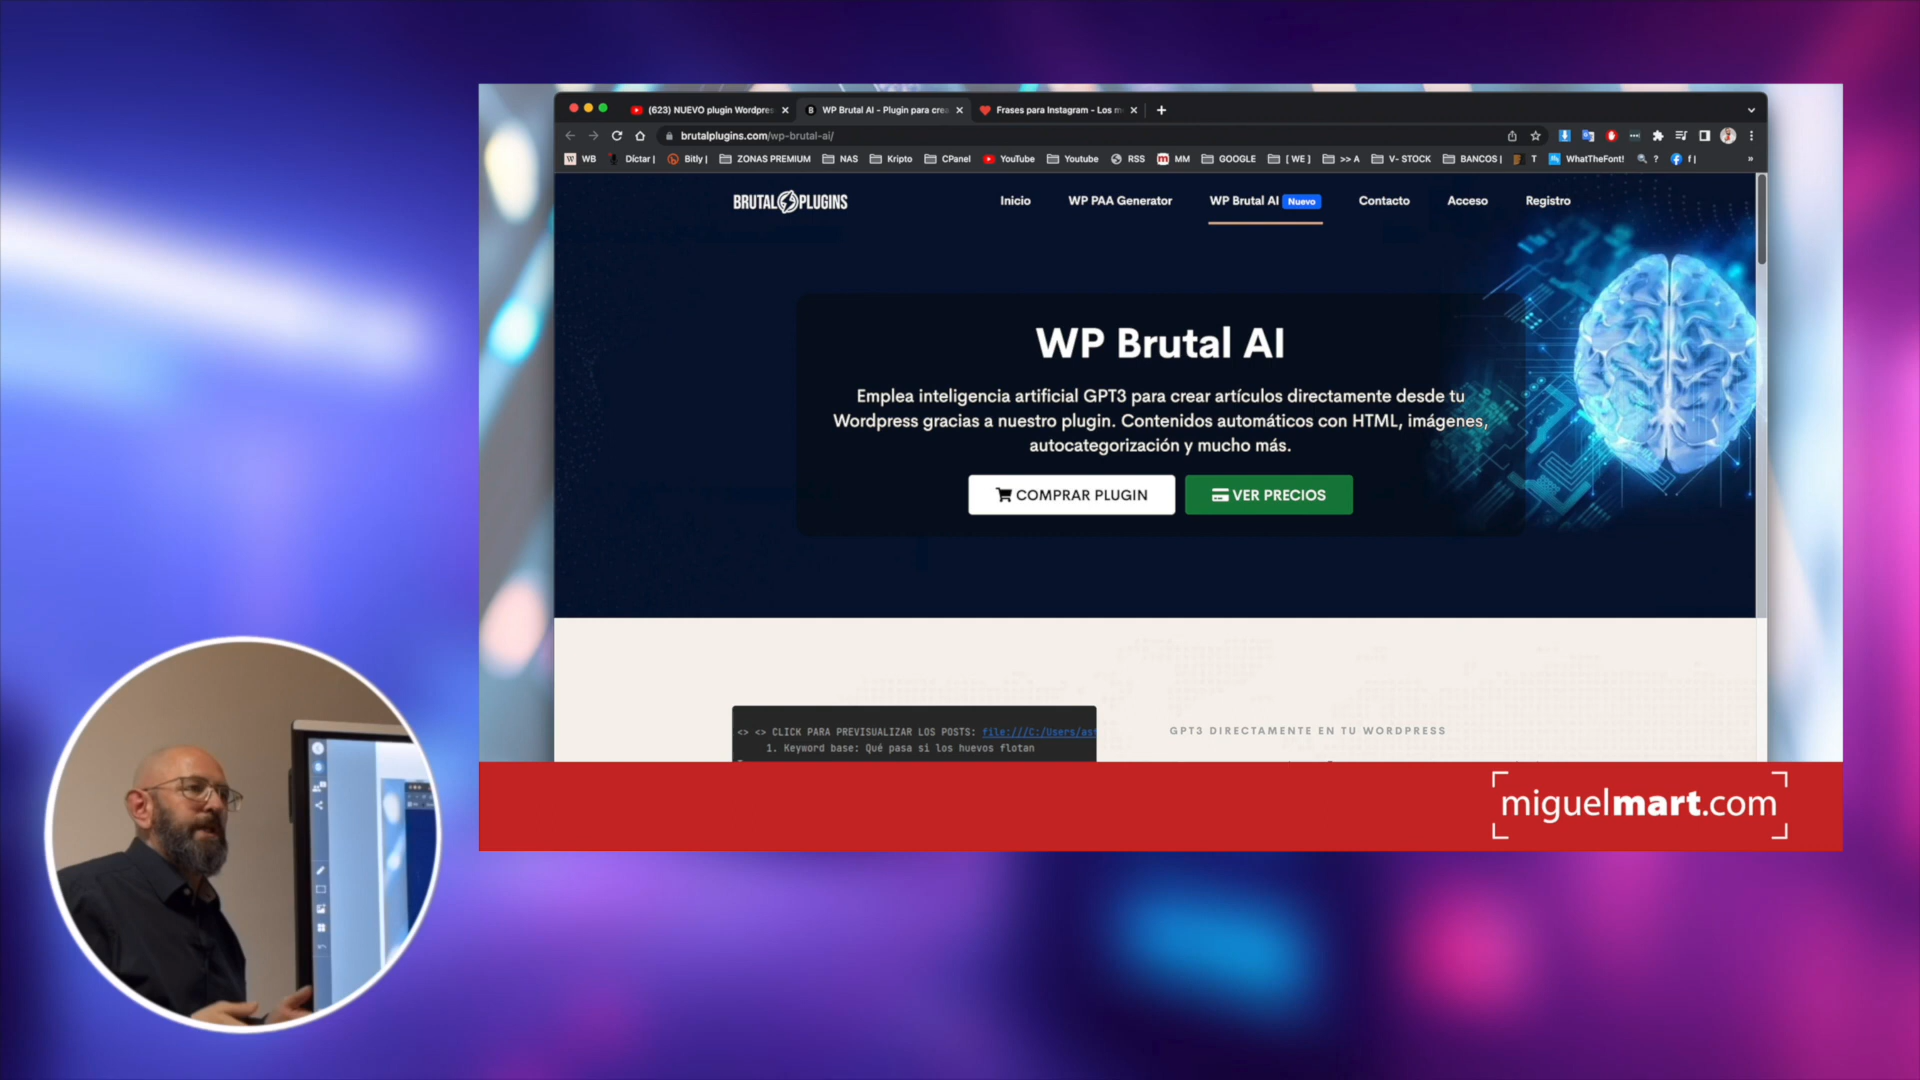 (623) NUEVO plugin Wordpres
WP Brutal AI - Plugin para crea
Frases para Instagram - Los m
brutalplugins.com/wp-brutal-ai/
WB
Díctar |
Bitly |
ZONAS PREMIUM
NAS
Kripto
CPanel
YouTube
Youtube
RSS
MM
GOOGLE
[ WE ]
>> A
V- STOCK
BANCOS |
T
WhatTheFont!
?
f |
»
BRUTAL PLUGINS
Inicio
WP PAA Generator
WP Brutal AI Nuevo
Contacto
Acceso
Registro
WP Brutal AI
Emplea inteligencia artificial GPT3 para crear artículos directamente desde tu
Wordpress gracias a nuestro plugin. Contenidos automáticos con HTML, imágenes,
autocategorización y mucho más.
COMPRAR PLUGIN
VER PRECIOS
<> <> CLICK PARA PREVISUALIZAR LOS POSTS: file:///C:/Users/as
1. Keyword base: Qué pasa si los huevos flotan
GPT3 DIRECTAMENTE EN TU WORDPRESS
miguelmart.com